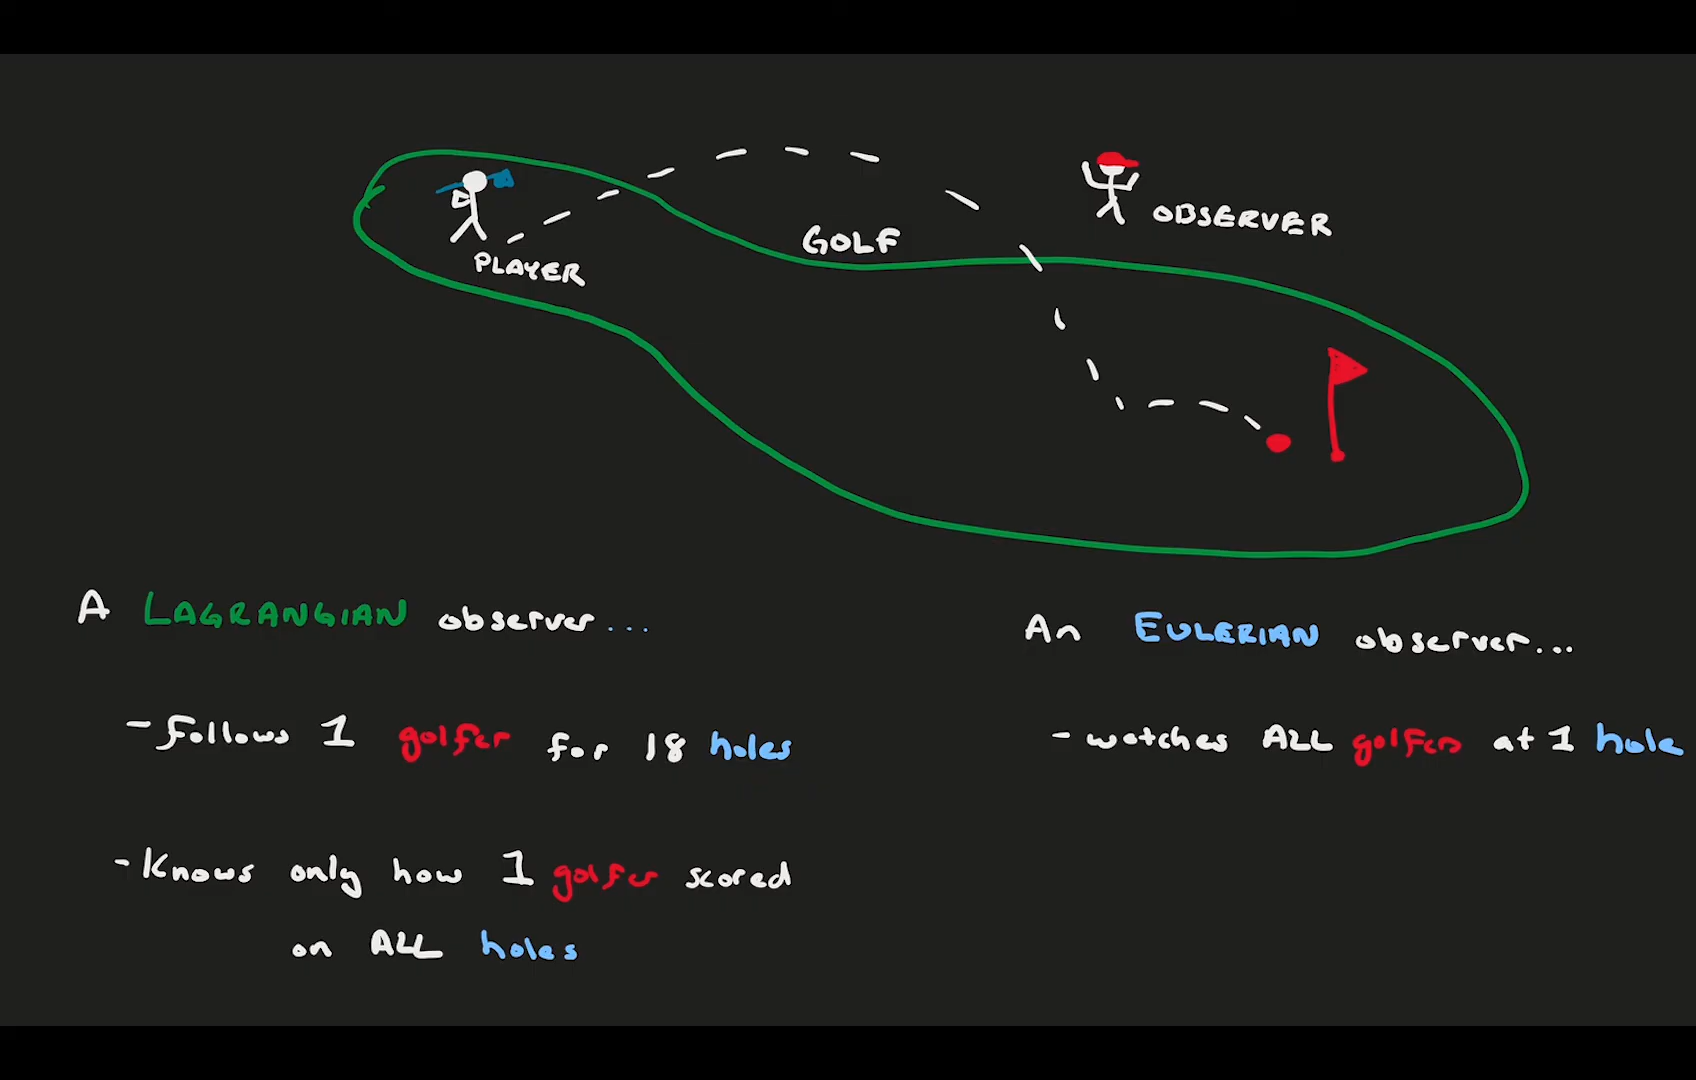 GOLF
OBSERVER
PLAYER
A LAGRANGIAN observer...
- Follows 1 golfer for 18 holes
- Knows only how 1 golfer scored
on ALL holes
An EULERIAN observer...
- watches ALL golfers at 1 hole